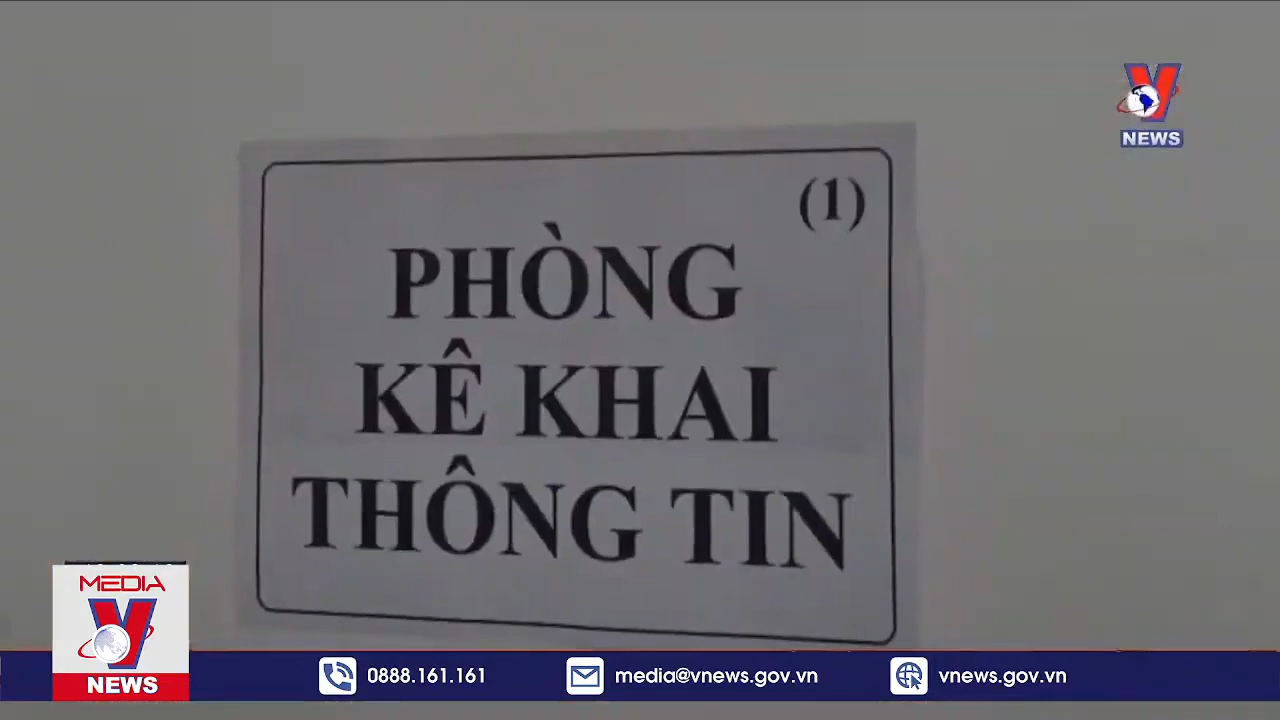 V
NEWS
(1)
PHÒNG
KÊ KHAI
THÔNG TIN
MEDIA
V
NEWS
0888.161.161
media@vnews.gov.vn
vnews.gov.vn